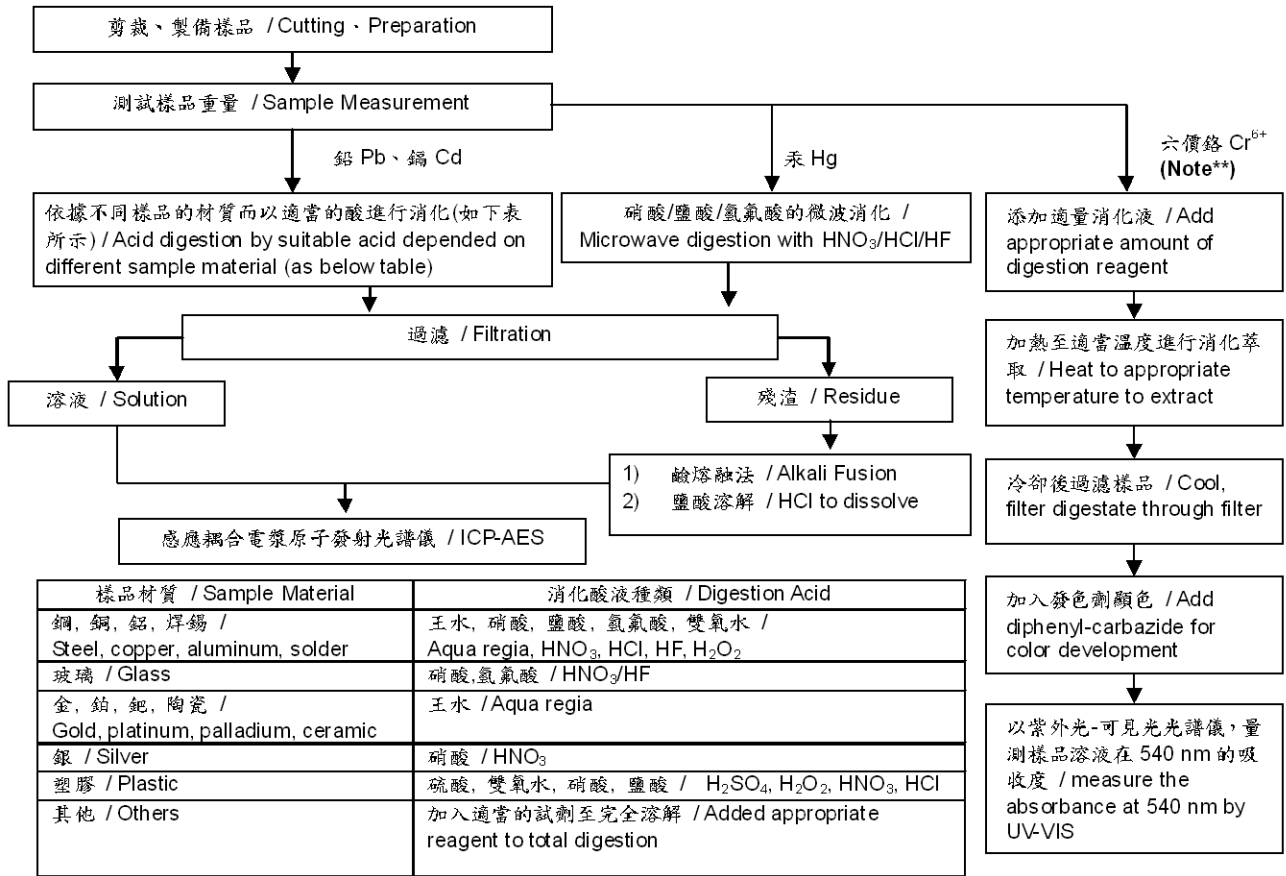 剪裁、製備樣品 / Cutting、Preparation
測試樣品重量 / Sample Measurement
鉛 Pb、鎘 Cd
汞 Hg
六價鉻 Cr⁶⁺
(Note**)
依據不同樣品的材質而以適當的酸進行消化(如下表
所示) / Acid digestion by suitable acid depended on
different sample material (as below table)
硝酸/鹽酸/氫氟酸的微波消化 /
Microwave digestion with HNO₃/HCl/HF
添加適量消化液 / Add
appropriate amount of
digestion reagent
過濾 / Filtration
加熱至適當溫度進行消化萃
取 / Heat to appropriate
temperature to extract
溶液 / Solution
殘渣 / Residue
1) 鹼熔融法 / Alkali Fusion
2) 鹽酸溶解 / HCl to dissolve
冷卻後過濾樣品 / Cool,
filter digestate through filter
感應耦合電漿原子發射光譜儀 / ICP-AES
加入發色劑顯色 / Add
diphenyl-carbazide for
color development
以紫外光-可見光光譜儀，量
測樣品溶液在 540 nm 的吸
收度 / measure the
absorbance at 540 nm by
UV-VIS
樣品材質 / Sample Material
消化酸液種類 / Digestion Acid
鋼, 銅, 鋁, 焊錫 /
Steel, copper, aluminum, solder
王水, 硝酸, 鹽酸, 氫氟酸, 雙氧水 /
Aqua regia, HNO₃, HCl, HF, H₂O₂
玻璃 / Glass
硝酸,氫氟酸 / HNO₃/HF
金, 鉑, 鈀, 陶瓷 /
Gold, platinum, palladium, ceramic
王水 / Aqua regia
銀 / Silver
硝酸 / HNO₃
塑膠 / Plastic
硫酸, 雙氧水, 硝酸, 鹽酸 / H₂SO₄, H₂O₂, HNO₃, HCl
其他 / Others
加入適當的試劑至完全溶解 / Added appropriate
reagent to total digestion